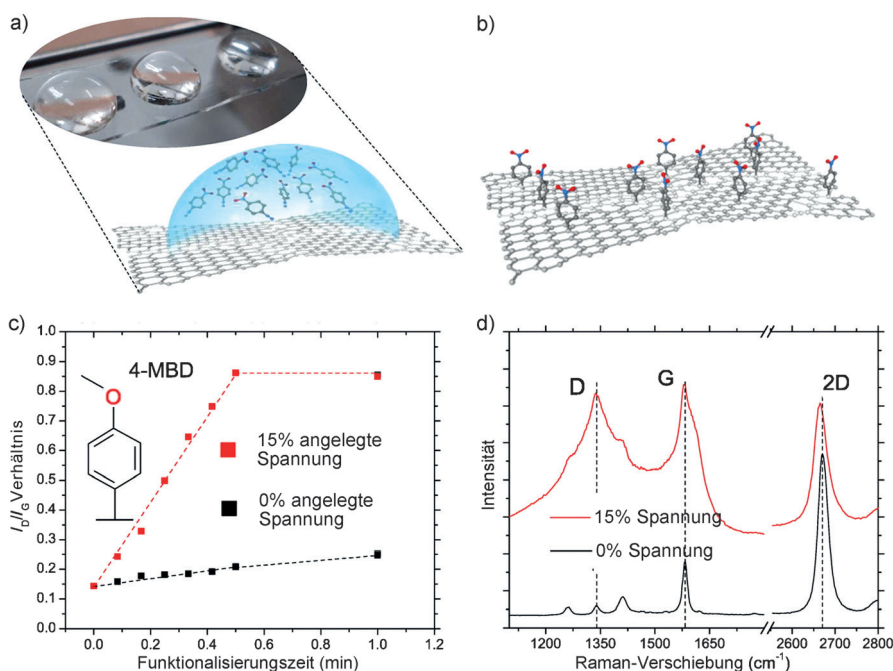 a)
b)
c)
4-MBD
O
15% angelegte
Spannung
0% angelegte
Spannung
I_D/I_G Verhältnis
1.0
0.9
0.8
0.7
0.6
0.5
0.4
0.3
0.2
0.1
0.0
0.0
0.2
0.4
0.6
0.8
1.0
1.2
Funktionalisierungszeit (min)
d)
D
G
2D
Intensität
15% Spannung
0% Spannung
1200
1350
1500
1650
2600
2700
2800
Raman-Verschiebung (cm⁻¹)